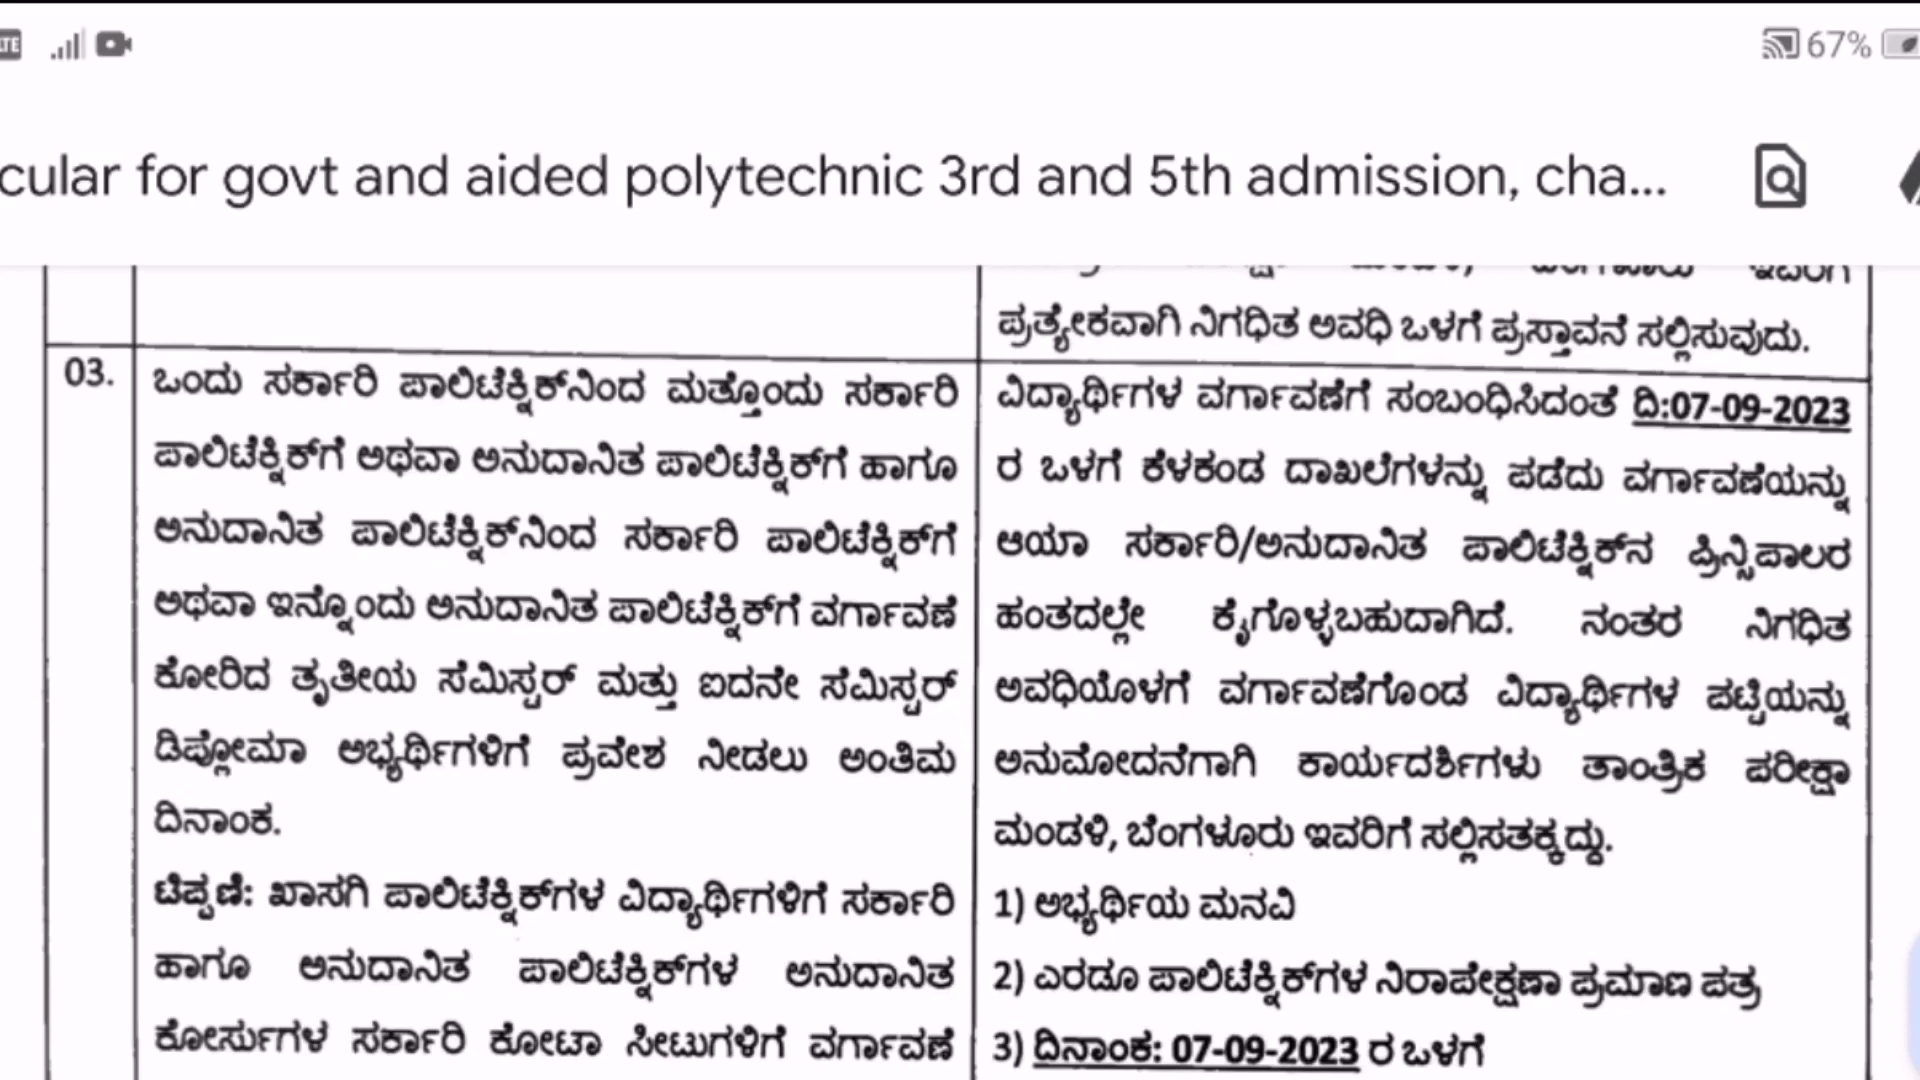 LTE
67%
cular for govt and aided polytechnic 3rd and 5th admission, cha...
ಪ್ರತ್ಯೇಕವಾಗಿ ನಿಗಧಿತ ಅವಧಿ ಒಳಗೆ ಪ್ರಸ್ತಾವನೆ ಸಲ್ಲಿಸುವುದು.
03.
ಒಂದು ಸರ್ಕಾರಿ ಪಾಲಿಟೆಕ್ನಿಕ್‌ನಿಂದ ಮತ್ತೊಂದು ಸರ್ಕಾರಿ
ಪಾಲಿಟೆಕ್ನಿಕ್‌ಗೆ ಅಥವಾ ಅನುದಾನಿತ ಪಾಲಿಟೆಕ್ನಿಕ್‌ಗೆ ಹಾಗೂ
ಅನುದಾನಿತ ಪಾಲಿಟೆಕ್ನಿಕ್‌ನಿಂದ ಸರ್ಕಾರಿ ಪಾಲಿಟೆಕ್ನಿಕ್‌ಗೆ
ಅಥವಾ ಇನ್ನೊಂದು ಅನುದಾನಿತ ಪಾಲಿಟೆಕ್ನಿಕ್‌ಗೆ ವರ್ಗಾವಣೆ
ಕೋರಿದ ತೃತೀಯ ಸೆಮಿಸ್ಟರ್ ಮತ್ತು ಐದನೇ ಸೆಮಿಸ್ಟರ್
ಡಿಪ್ಲೋಮಾ ಅಭ್ಯರ್ಥಿಗಳಿಗೆ ಪ್ರವೇಶ ನೀಡಲು ಅಂತಿಮ
ದಿನಾಂಕ.
ಟಿಪ್ಪಣಿ: ಖಾಸಗಿ ಪಾಲಿಟೆಕ್ನಿಕ್‌ಗಳ ವಿದ್ಯಾರ್ಥಿಗಳಿಗೆ ಸರ್ಕಾರಿ
ಹಾಗೂ ಅನುದಾನಿತ ಪಾಲಿಟೆಕ್ನಿಕ್‌ಗಳ ಅನುದಾನಿತ
ಕೋರ್ಸುಗಳ ಸರ್ಕಾರಿ ಕೋಟಾ ಸೀಟುಗಳಿಗೆ ವರ್ಗಾವಣೆ
ವಿದ್ಯಾರ್ಥಿಗಳ ವರ್ಗಾವಣೆಗೆ ಸಂಬಂಧಿಸಿದಂತೆ ದಿ:07-09-2023
ರ ಒಳಗೆ ಕೆಳಕಂಡ ದಾಖಲೆಗಳನ್ನು ಪಡೆದು ವರ್ಗಾವಣೆಯನ್ನು
ಆಯಾ ಸರ್ಕಾರಿ/ಅನುದಾನಿತ ಪಾಲಿಟೆಕ್ನಿಕ್‌ನ ಪ್ರಿನ್ಸಿಪಾಲರ
ಹಂತದಲ್ಲೇ ಕೈಗೊಳ್ಳಬಹುದಾಗಿದೆ. ನಂತರ ನಿಗಧಿತ
ಅವಧಿಯೊಳಗೆ ವರ್ಗಾವಣೆಗೊಂಡ ವಿದ್ಯಾರ್ಥಿಗಳ ಪಟ್ಟಿಯನ್ನು
ಅನುಮೋದನೆಗಾಗಿ ಕಾರ್ಯದರ್ಶಿಗಳು ತಾಂತ್ರಿಕ ಪರೀಕ್ಷಾ
ಮಂಡಳಿ, ಬೆಂಗಳೂರು ಇವರಿಗೆ ಸಲ್ಲಿಸತಕ್ಕದ್ದು.
1) ಅಭ್ಯರ್ಥಿಯ ಮನವಿ
2) ಎರಡೂ ಪಾಲಿಟೆಕ್ನಿಕ್‌ಗಳ ನಿರಾಪೇಕ್ಷಣಾ ಪ್ರಮಾಣ ಪತ್ರ
3) ದಿನಾಂಕ: 07-09-2023 ರ ಒಳಗೆ